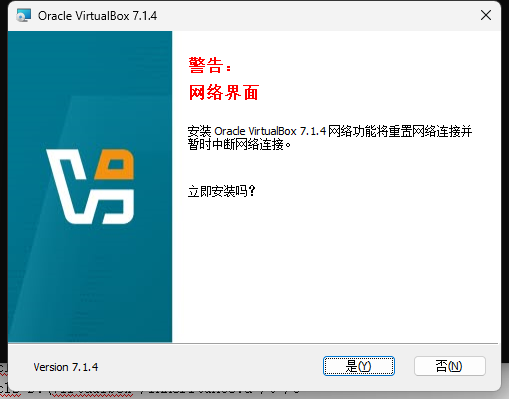 Oracle VirtualBox 7.1.4
警告：
网络界面
安装 Oracle VirtualBox 7.1.4 网络功能将重置网络连接并
暂时中断网络连接。
立即安装吗？
Version 7.1.4
是(Y)
否(N)